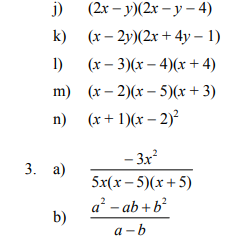 j) (2x – y)(2x – y – 4)
k) (x – 2y)(2x + 4y – 1)
l) (x – 3)(x – 4)(x + 4)
m) (x – 2)(x – 5)(x + 3)
n) (x + 1)(x – 2)²
3. a) – 3x²
5x(x – 5)(x + 5)
b) a² – ab + b²
a – b